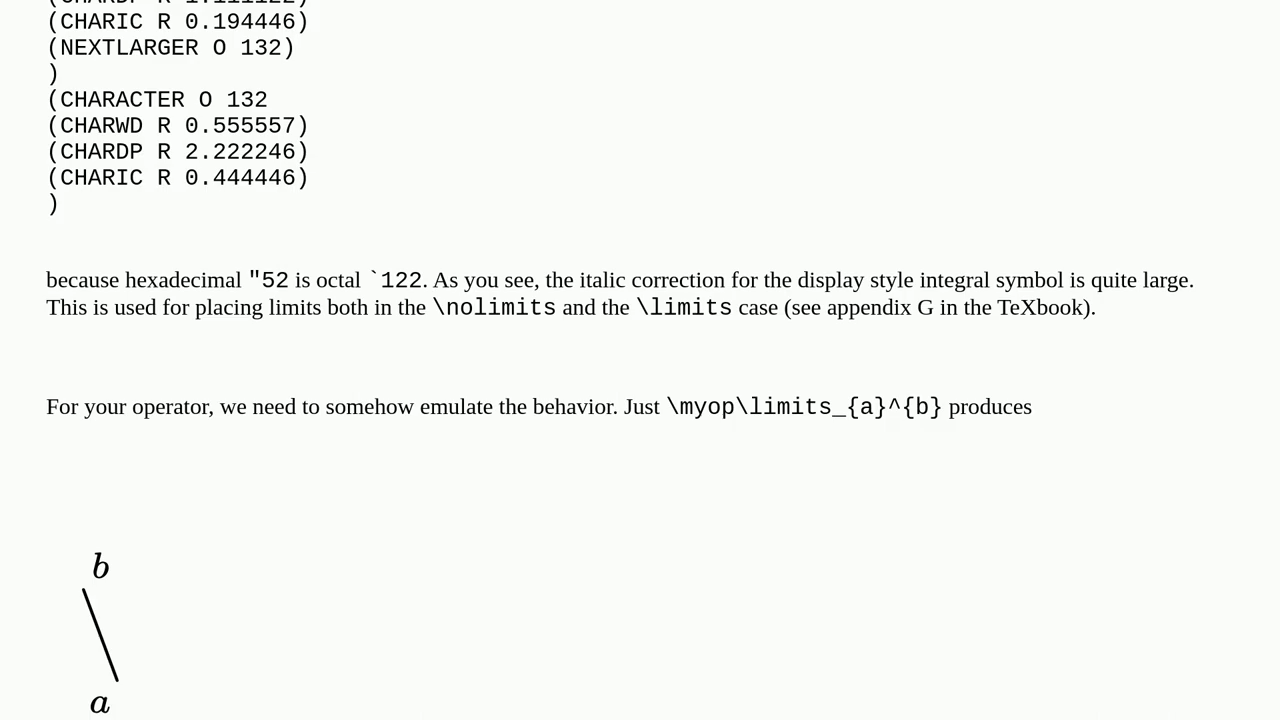 (CHARDP R 1.111122)
(CHARIC R 0.194446)
(NEXTLARGER O 132)
)
(CHARACTER O 132
(CHARWD R 0.555557)
(CHARDP R 2.222246)
(CHARIC R 0.444446)
)
because hexadecimal "52 is octal `122. As you see, the italic correction for the display style integral symbol is quite large.
This is used for placing limits both in the \nolimits and the \limits case (see appendix G in the TeXbook).
For your operator, we need to somehow emulate the behavior. Just \myop\limits_{a}^{b} produces
b
a